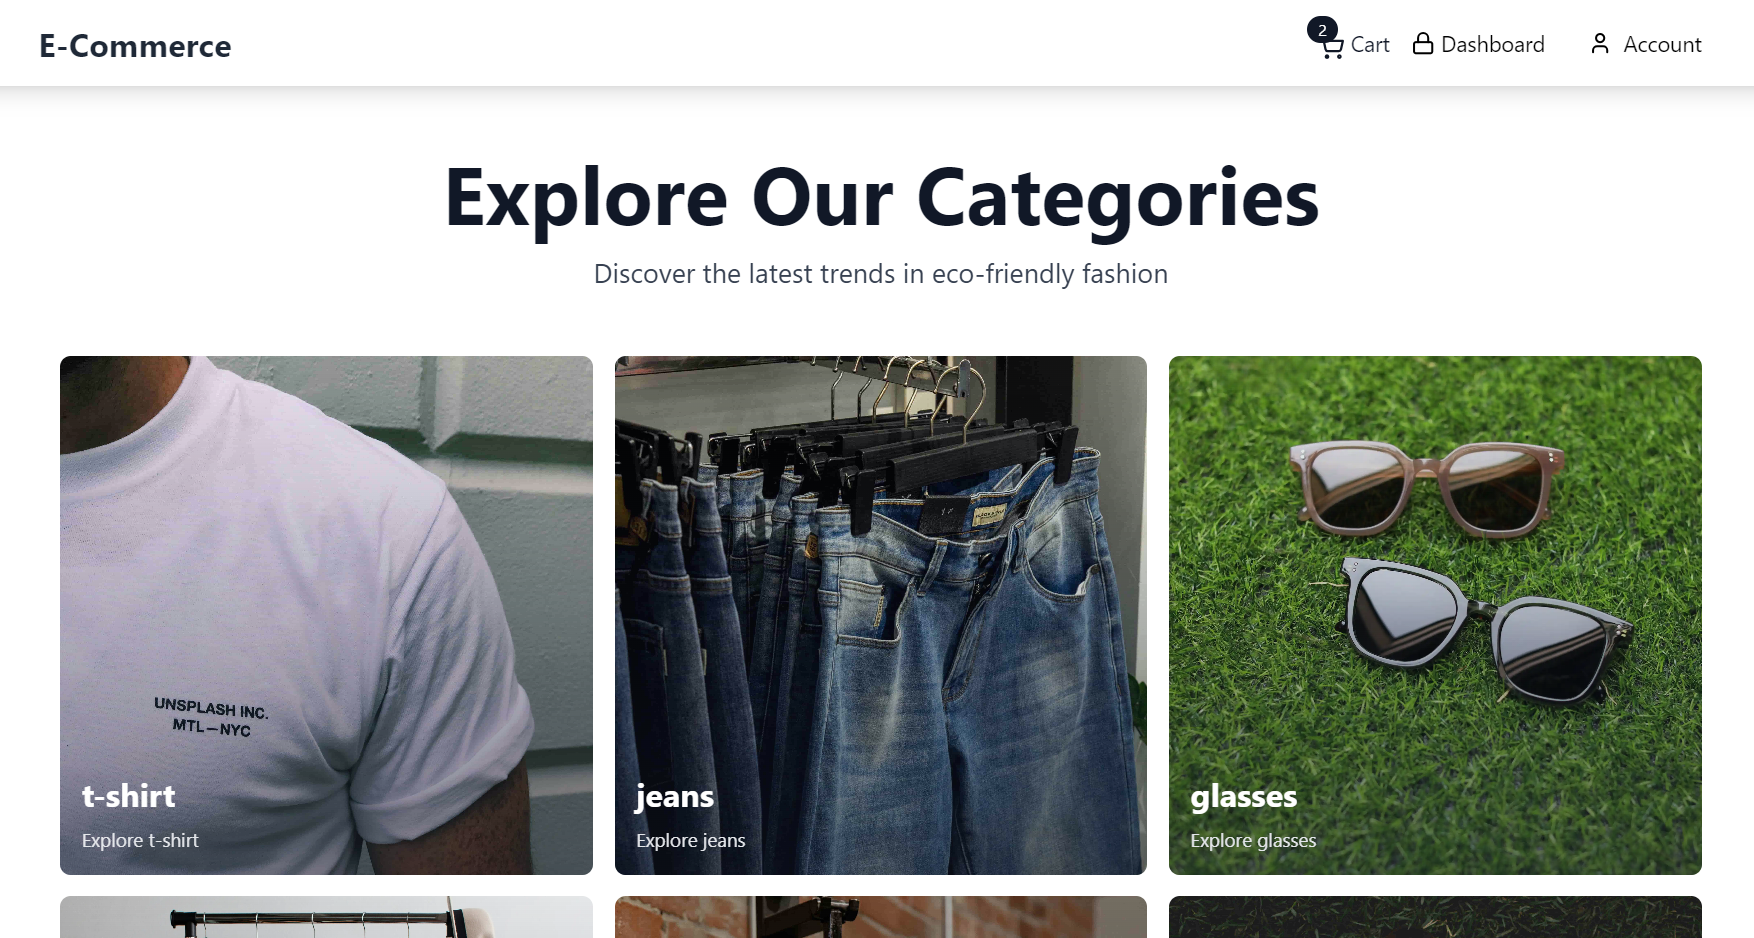 E-Commerce
2
Cart
Dashboard
Account
Explore Our Categories
Discover the latest trends in eco-friendly fashion
UNSPLASH INC.
MTL—NYC
t-shirt
Explore t-shirt
jeans
Explore jeans
glasses
Explore glasses